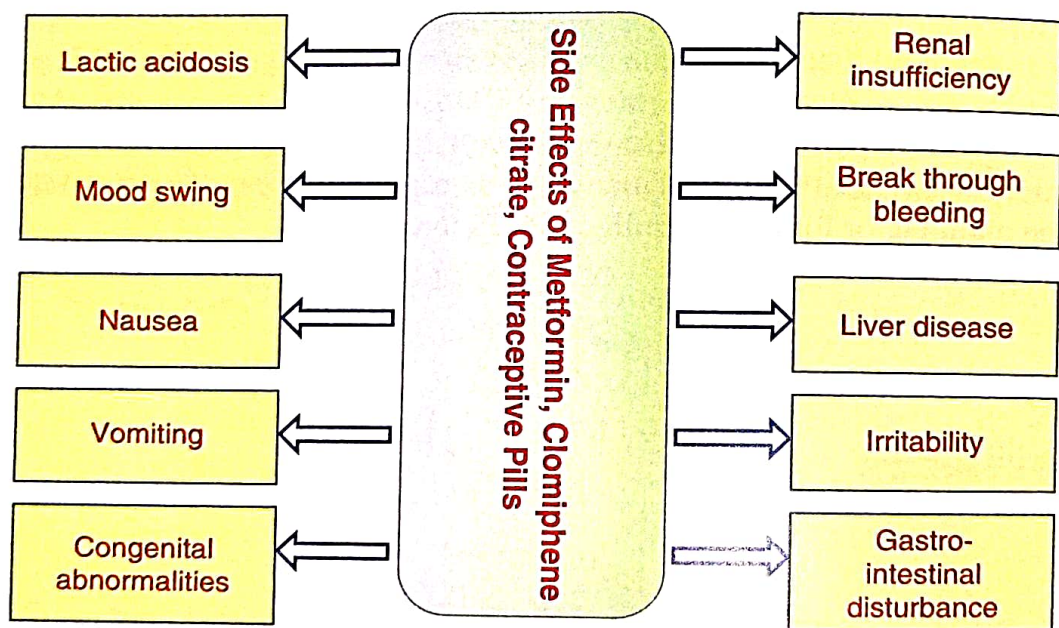 Lactic acidosis
Mood swing
Nausea
Vomiting
Congenital
abnormalities
Side Effects of Metformin, Clomiphene
citrate, Contraceptive Pills
Renal
insufficiency
Break through
bleeding
Liver disease
Irritability
Gastro-
intestinal
disturbance